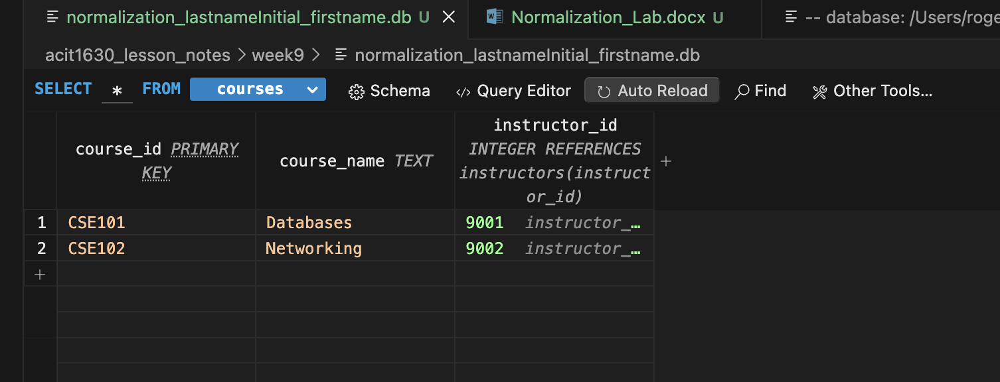 normalization_lastnameInitial_firstname.db U
Normalization_Lab.docx U
-- database: /Users/roge
acit1630_lesson_notes > week9 > normalization_lastnameInitial_firstname.db
SELECT * FROM courses Schema </> Query Editor Auto Reload Find Other Tools...
course_id PRIMARY
KEY
course_name TEXT
instructor_id
INTEGER REFERENCES
instructors(instruct
or_id)
+
1 CSE101 Databases 9001 instructor_…
2 CSE102 Networking 9002 instructor_…
+